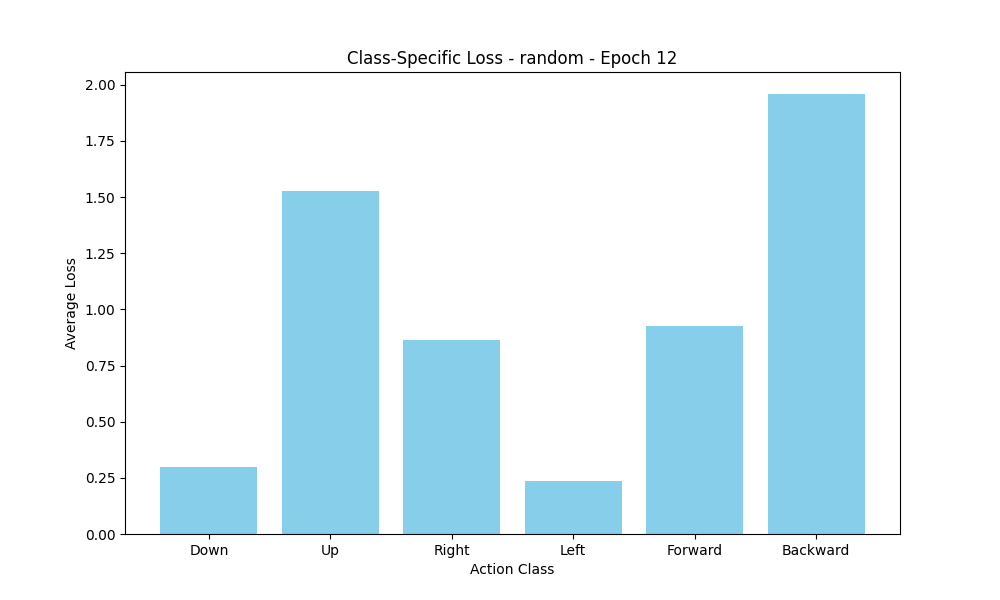 Class-Specific Loss - random - Epoch 12
2.00
1.75
1.50
1.25
1.00
0.75
0.50
0.25
0.00
Average Loss
Down Up Right Left Forward Backward
Action Class